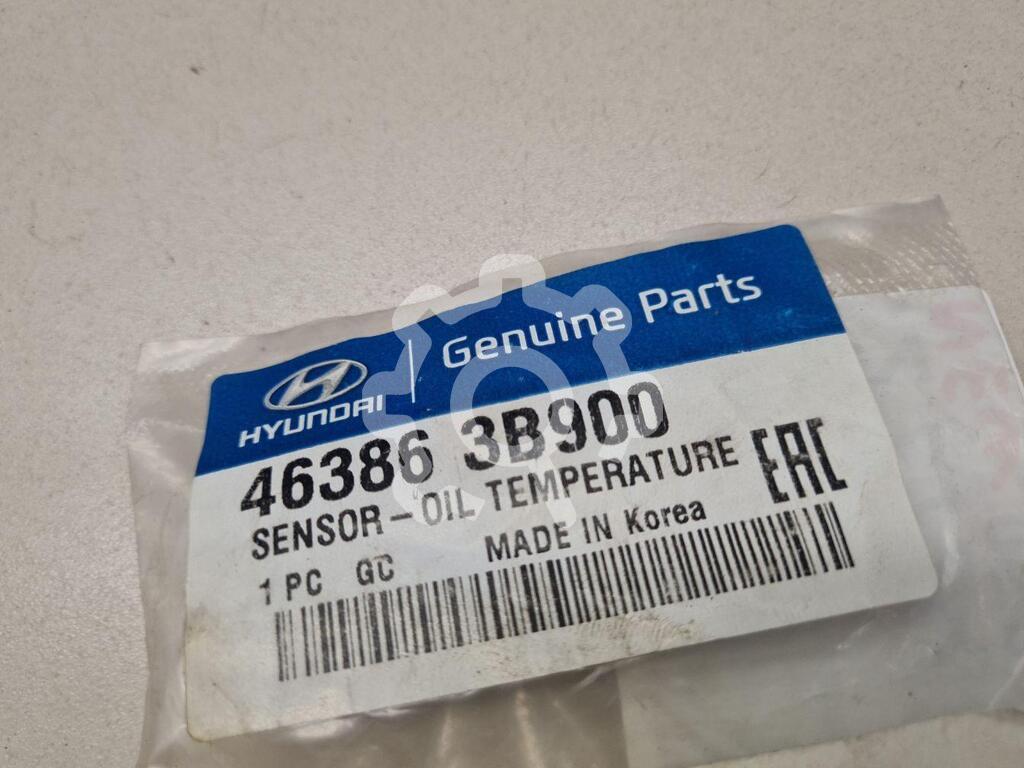 HYUNDAI
Genuine Parts
46386 3B900
SENSOR-OIL TEMPERATURE
EAC
1 PC GC MADE IN Korea